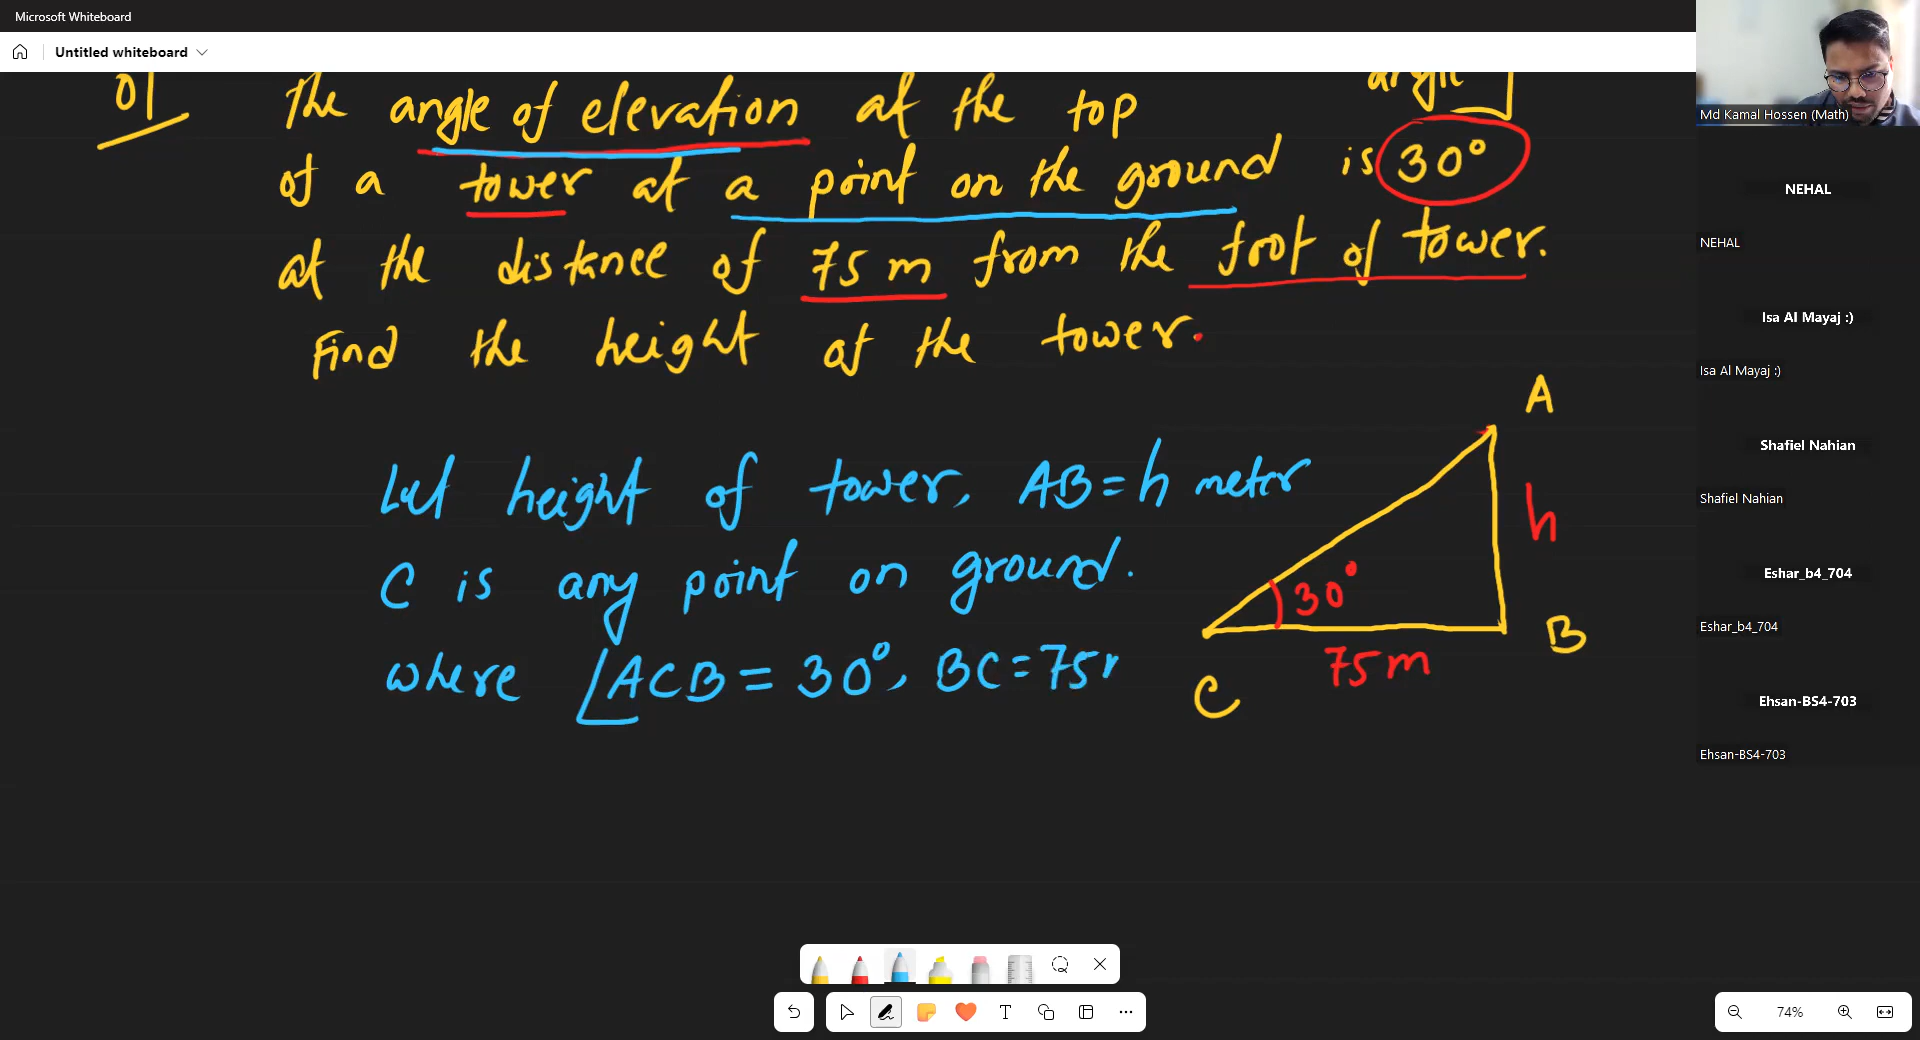 Microsoft Whiteboard
Untitled whiteboard
angle
01 The angle of elevation at the top
of a tower at a point on the ground is 30°
at the distance of 75 m from the foot of tower.
Find the height of the tower.
A
Let height of tower, AB = h meter
h
C is any point on ground.
30°
B
where ∠ACB = 30°, BC = 75
75 m
C
Md Kamal Hossen (Math)
NEHAL
NEHAL
Isa Al Mayaj :)
Isa Al Mayaj :)
Shafiel Nahian
Shafiel Nahian
Eshar_b4_704
Eshar_b4_704
Ehsan-BS4-703
Ehsan-BS4-703
74%